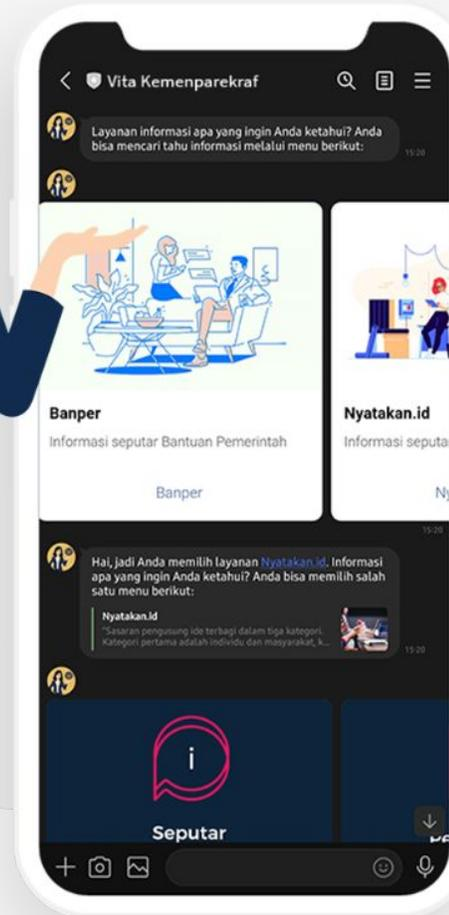 Vita Kemenparekraf
Layanan informasi apa yang ingin Anda ketahui? Anda
bisa mencari tahu informasi melalui menu
berikut:
15:20
Banper
Informasi seputar Bantuan Pemerintah
Banper
Nyatakan.id
Informasi seputa
Ny
15:20
Hai, jadi Anda memilih layanan Nyatakan.id. Informasi
apa yang ingin Anda ketahui? Anda bisa memilih salah
satu menu berikut:
Nyatakan.id
"Sasaran pengusung ide terbagi dalam tiga kategori.
Kategori pertama adalah individu dan masyarakat, k...
15:20
i
Seputar